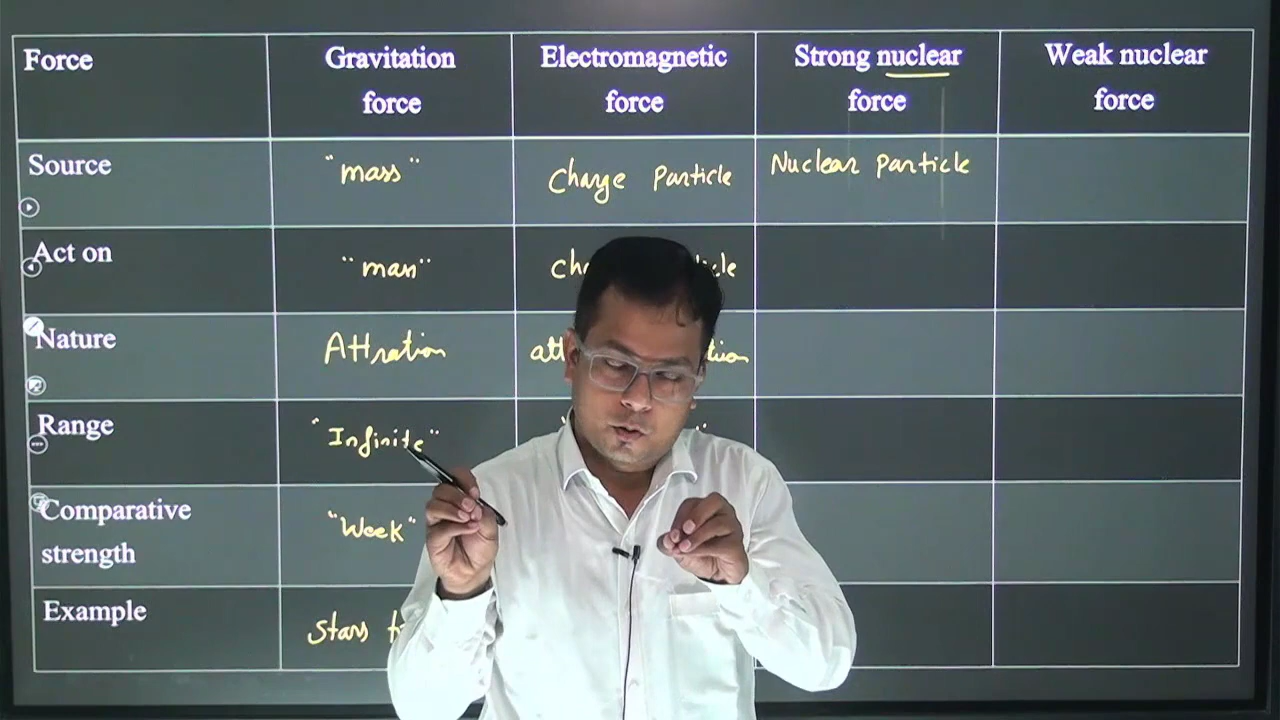 Force
Gravitation
force
Electromagnetic
force
Strong nuclear
force
Weak nuclear
force
Source
"mass"
Charge Particle
Nuclear Particle
Act on
"mass"
Nature
Attration
Range
"Infinite"
Comparative
strength
"Week"
Example
Stars